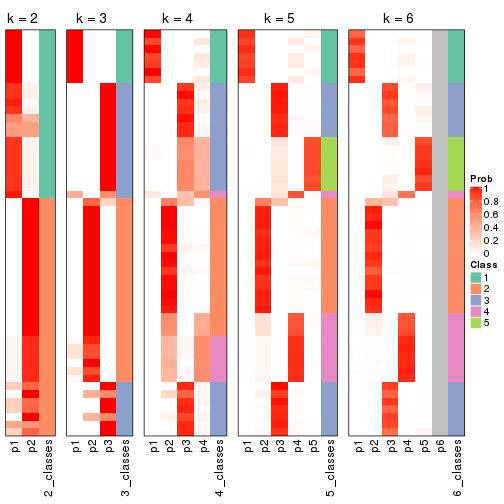 k = 2 k = 3 k = 4 k = 5 k = 6
Prob
1
0.8
0.6
0.4
0.2
0
Class
1
2
3
4
5
p1 p2 2_classes p1 p2 p3 3_classes p1 p2 p3 p4 4_classes p1 p2 p3 p4 p5 5_classes p1 p2 p3 p4 p5 p6 6_classes